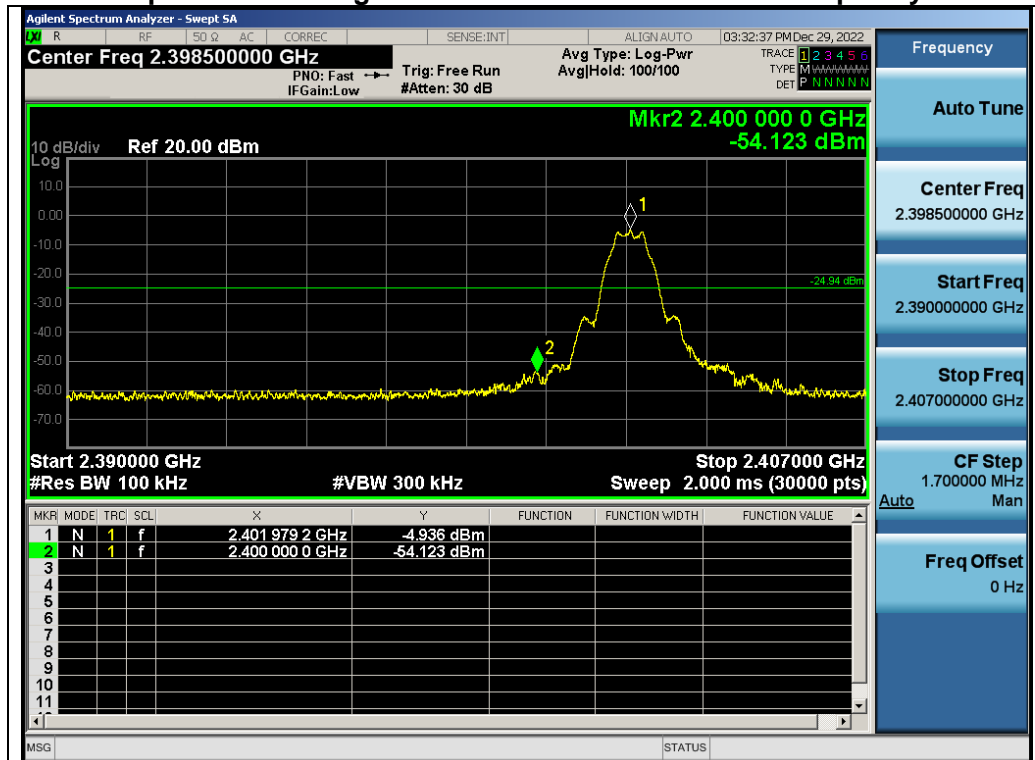 Agilent Spectrum Analyzer - Swept SA
LXI R RF 50 Ω AC CORREC SENSE:INT ALIGN AUTO 03:32:37 PM Dec 29, 2022
Center Freq 2.398500000 GHz
PNO: Fast
IFGain:Low
Trig: Free Run
#Atten: 30 dB
Avg Type: Log-Pwr
Avg|Hold: 100/100
TRACE 1 2 3 4 5 6
TYPE M
DET P N N N N N
Mkr2 2.400 000 0 GHz
-54.123 dBm
10 dB/div Ref 20.00 dBm
Log
10.0
0.00
-10.0
-20.0
-30.0
-40.0
-50.0
-60.0
-70.0
1
-24.94 dBm
2
Start 2.390000 GHz Stop 2.407000 GHz
#Res BW 100 kHz #VBW 300 kHz Sweep 2.000 ms (30000 pts)
MKR MODE TRC SCL X Y FUNCTION FUNCTION WIDTH FUNCTION VALUE
1 N 1 f 2.401 979 2 GHz -4.936 dBm
2 N 1 f 2.400 000 0 GHz -54.123 dBm
3
4
5
6
7
8
9
10
11
MSG STATUS
Frequency
Auto Tune
Center Freq
2.398500000 GHz
Start Freq
2.390000000 GHz
Stop Freq
2.407000000 GHz
CF Step
1.700000 MHz
Auto Man
Freq Offset
0 Hz